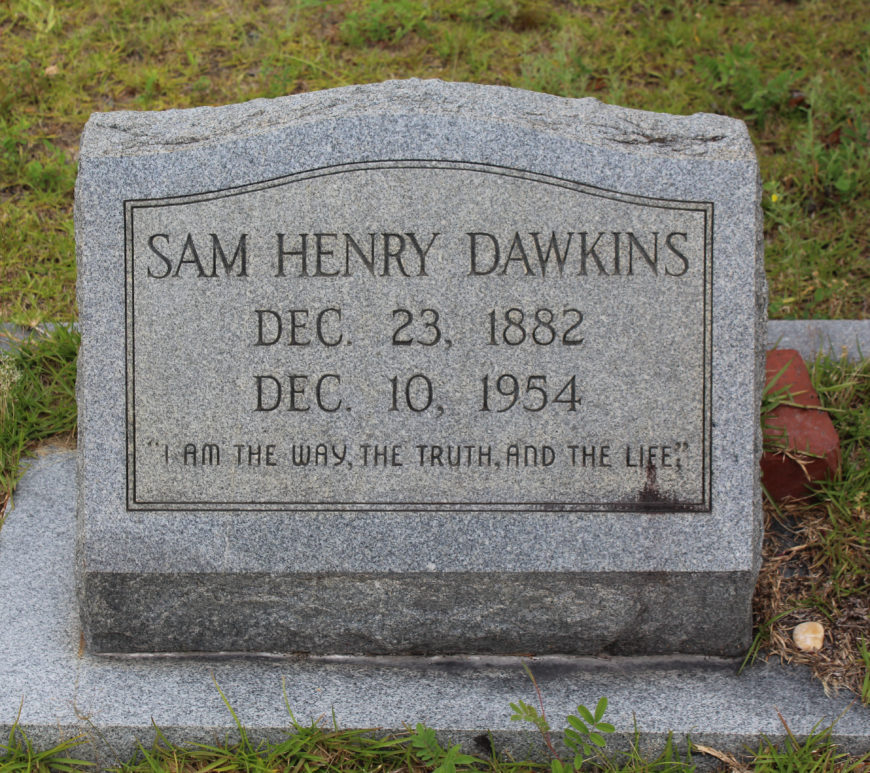 SAM HENRY DAWKINS
DEC. 23, 1882
DEC. 10, 1954
"I AM THE WAY, THE TRUTH, AND THE LIFE."